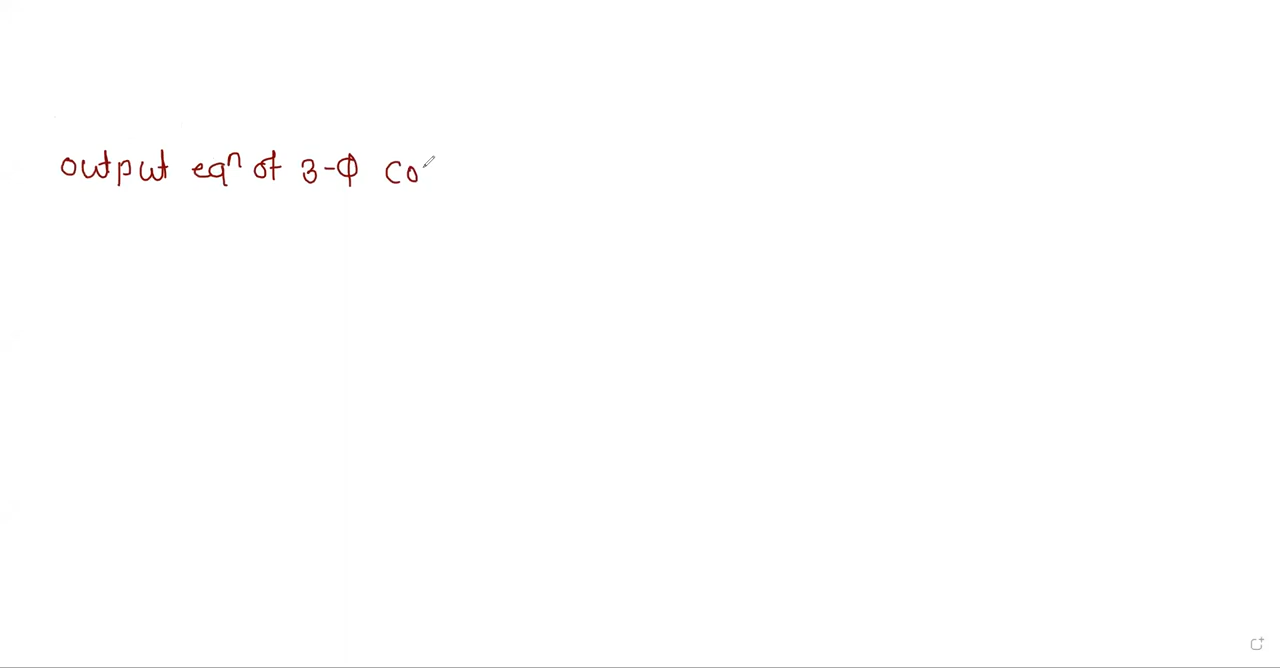 output eqⁿ of 3-Φ co